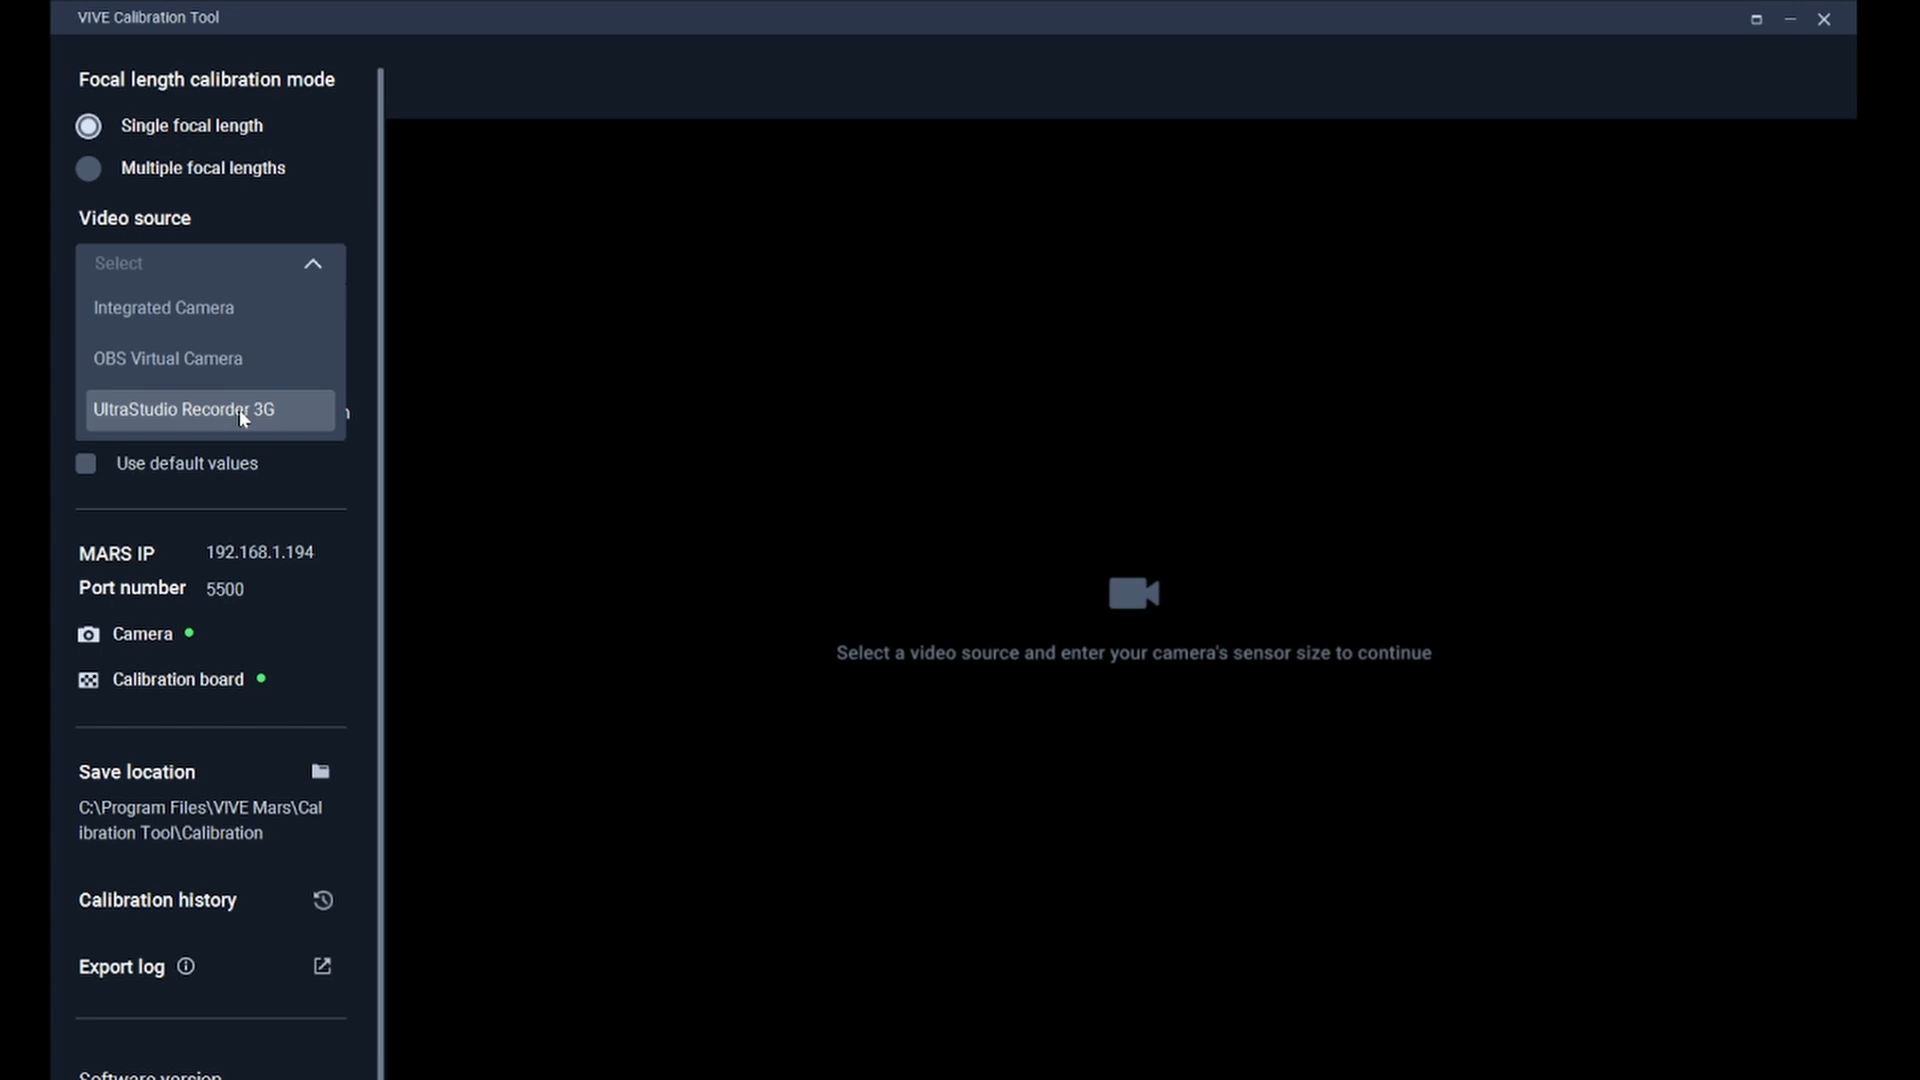 VIVE Calibration Tool
Focal length calibration mode
Single focal length
Multiple focal lengths
Video source
Select
Integrated Camera
OBS Virtual Camera
UltraStudio Recorder 3G
Use default values
MARS IP 192.168.1.194
Port number 5500
Camera
Calibration board
Save location
C:\Program Files\VIVE Mars\Cal
ibration Tool\Calibration
Calibration history
Export log
Software version
Select a video source and enter your camera's sensor size to continue